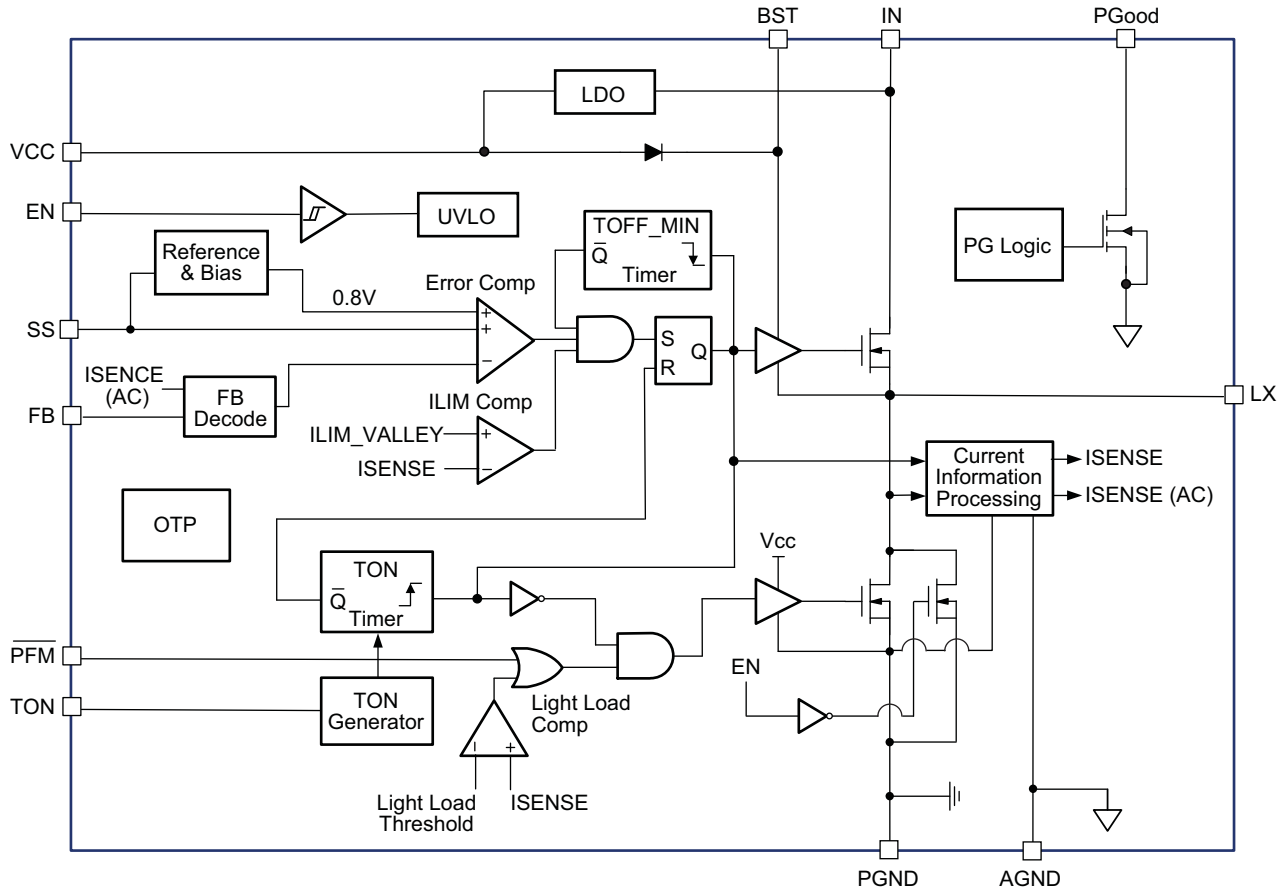 BST
IN
PGood
LDO
VCC
EN
UVLO
TOFF_MIN
Q̅
Timer
Reference
& Bias
PG Logic
Error Comp
0.8V
+
+
−
SS
S
R
Q
ISENCE
(AC)
FB
Decode
FB
LX
ILIM Comp
ILIM_VALLEY
+
ISENSE
−
Current
Information
Processing
ISENSE
ISENSE (AC)
OTP
Vcc
TON
Q̅
Timer
P̅F̅M̅
EN
TON
TON
Generator
Light Load
Comp
−
+
Light Load
Threshold
ISENSE
PGND
AGND